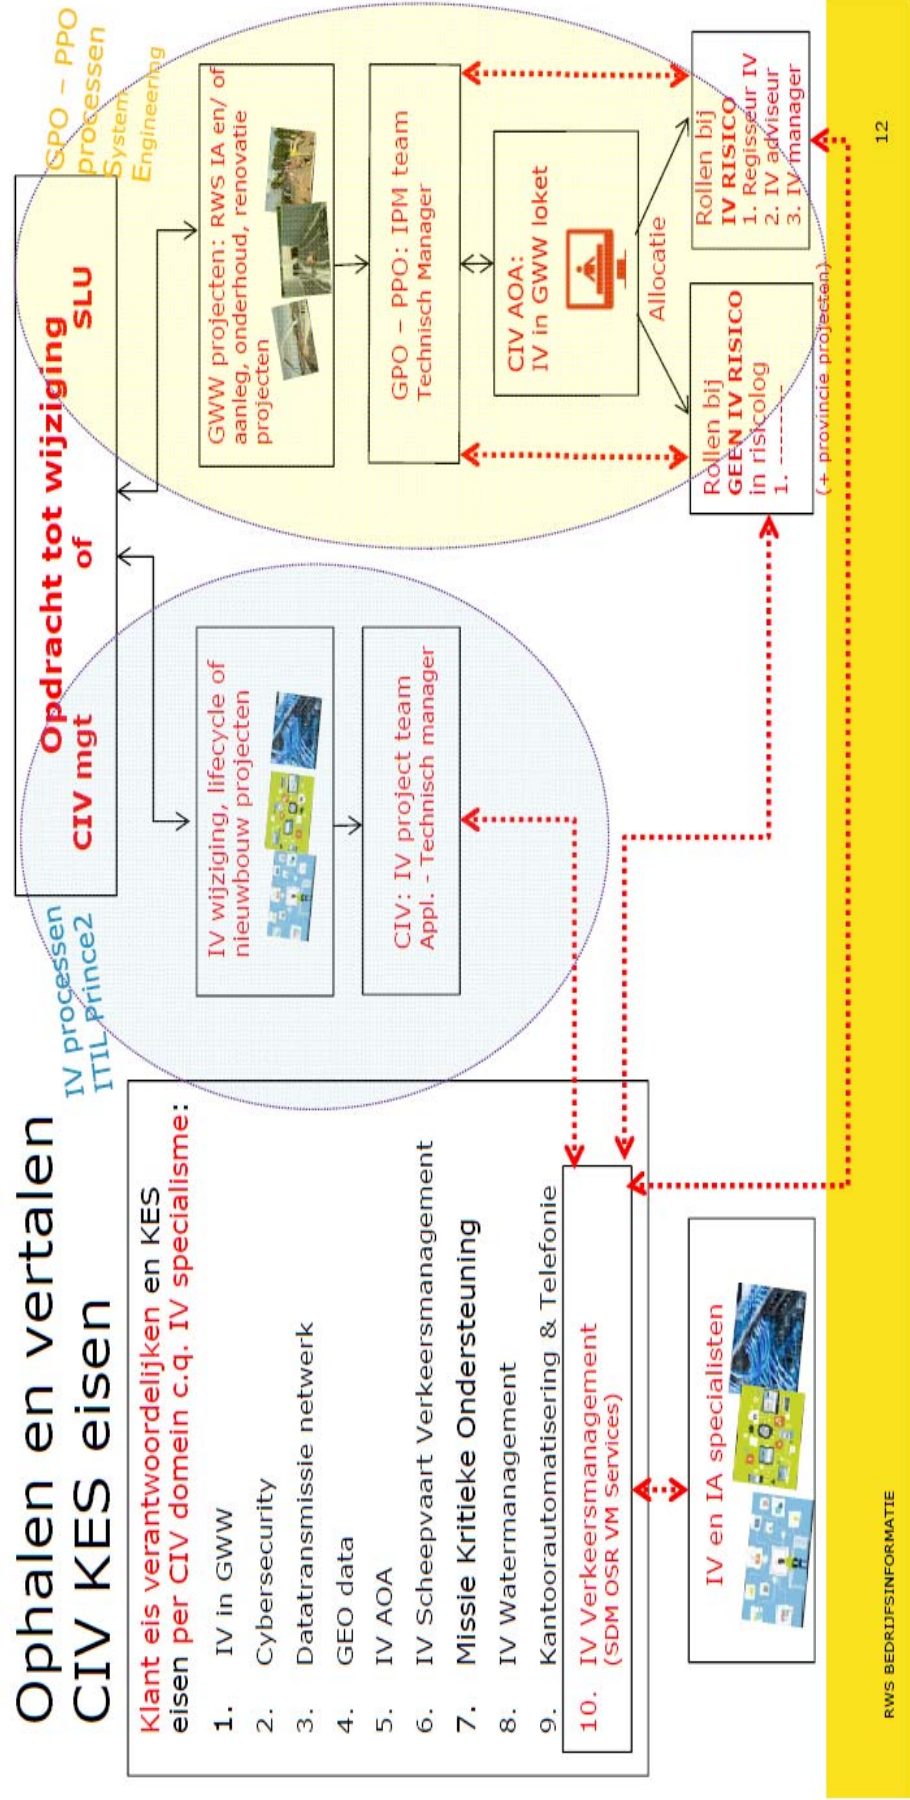 Ophalen en vertalen
CIV KES eisen
IV processen
ITIL Prince2
Opdracht tot wijziging
CIV mgt of SLU
GPO – PPO
processen
System
Engineering
Klant eis verantwoordelijken en KES
eisen per CIV domein c.q. IV specialisme:
1. IV in GWW
2. Cybersecurity
3. Datatransmissie netwerk
4. GEO data
5. IV AOA
6. IV Scheepvaart Verkeersmanagement
7. Missie Kritieke Ondersteuning
8. IV Watermanagement
9. Kantoorautomatisering & Telefonie
10. IV Verkeersmanagement
(SDM OSR VM Services)
IV en IA specialisten
IV wijziging, lifecycle of
nieuwbouw projecten
CIV: IV project team
Appl. - Technisch manager
GWW projecten: RWS IA en/ of
aanleg, onderhoud, renovatie
projecten
GPO – PPO: IPM team
Technisch Manager
CIV AOA:
IV in GWW loket
Allocatie
Rollen bij
GEEN IV RISICO
in risicolog
1. ---------
(+ provincie projecten)
Rollen bij
IV RISICO
1. Regisseur IV
2. IV adviseur
3. IV manager
RWS BEDRIJFSINFORMATIE
12